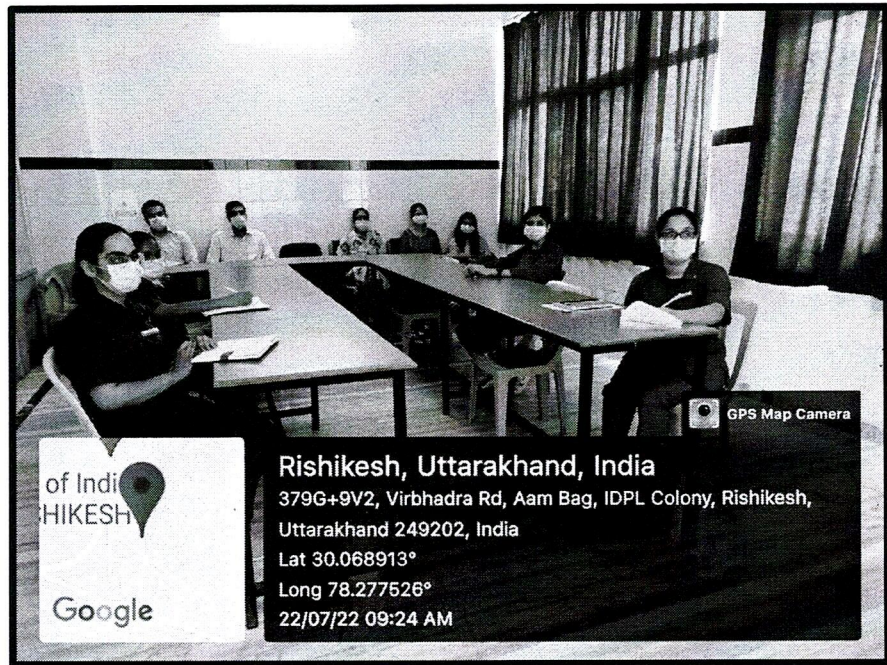 GPS Map Camera
of Indi
HIKESH
Google
Rishikesh, Uttarakhand, India
379G+9V2, Virbhadra Rd, Aam Bag, IDPL Colony, Rishikesh,
Uttarakhand 249202, India
Lat 30.068913°
Long 78.277526°
22/07/22 09:24 AM